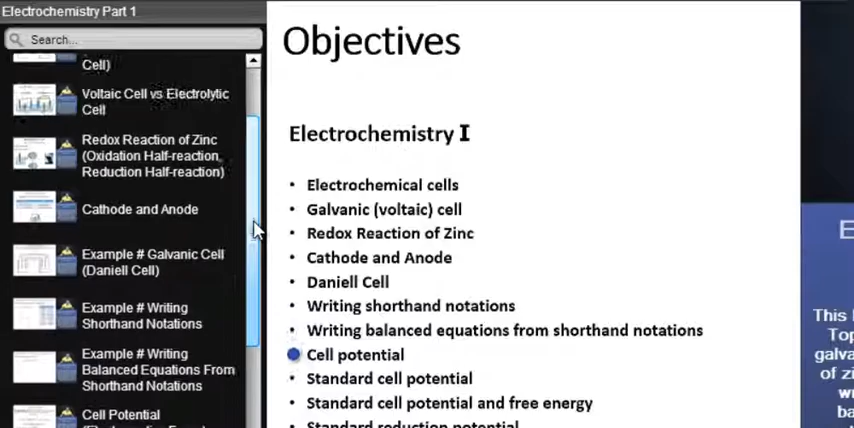 Electrochemistry Part 1
Search...
Cell)
Voltaic Cell vs Electrolytic
Cell
Redox Reaction of Zinc
(Oxidation Half-reaction,
Reduction Half-reaction)
Cathode and Anode
Example # Galvanic Cell
(Daniell Cell)
Example # Writing
Shorthand Notations
Example # Writing
Balanced Equations From
Shorthand Notations
Cell Potential
Objectives
Electrochemistry I
• Electrochemical cells
• Galvanic (voltaic) cell
• Redox Reaction of Zinc
• Cathode and Anode
• Daniell Cell
• Writing shorthand notations
• Writing balanced equations from shorthand notations
Cell potential
• Standard cell potential
• Standard cell potential and free energy
• Standard reduction potential
E
This
Top
galva
of zi
w
ba